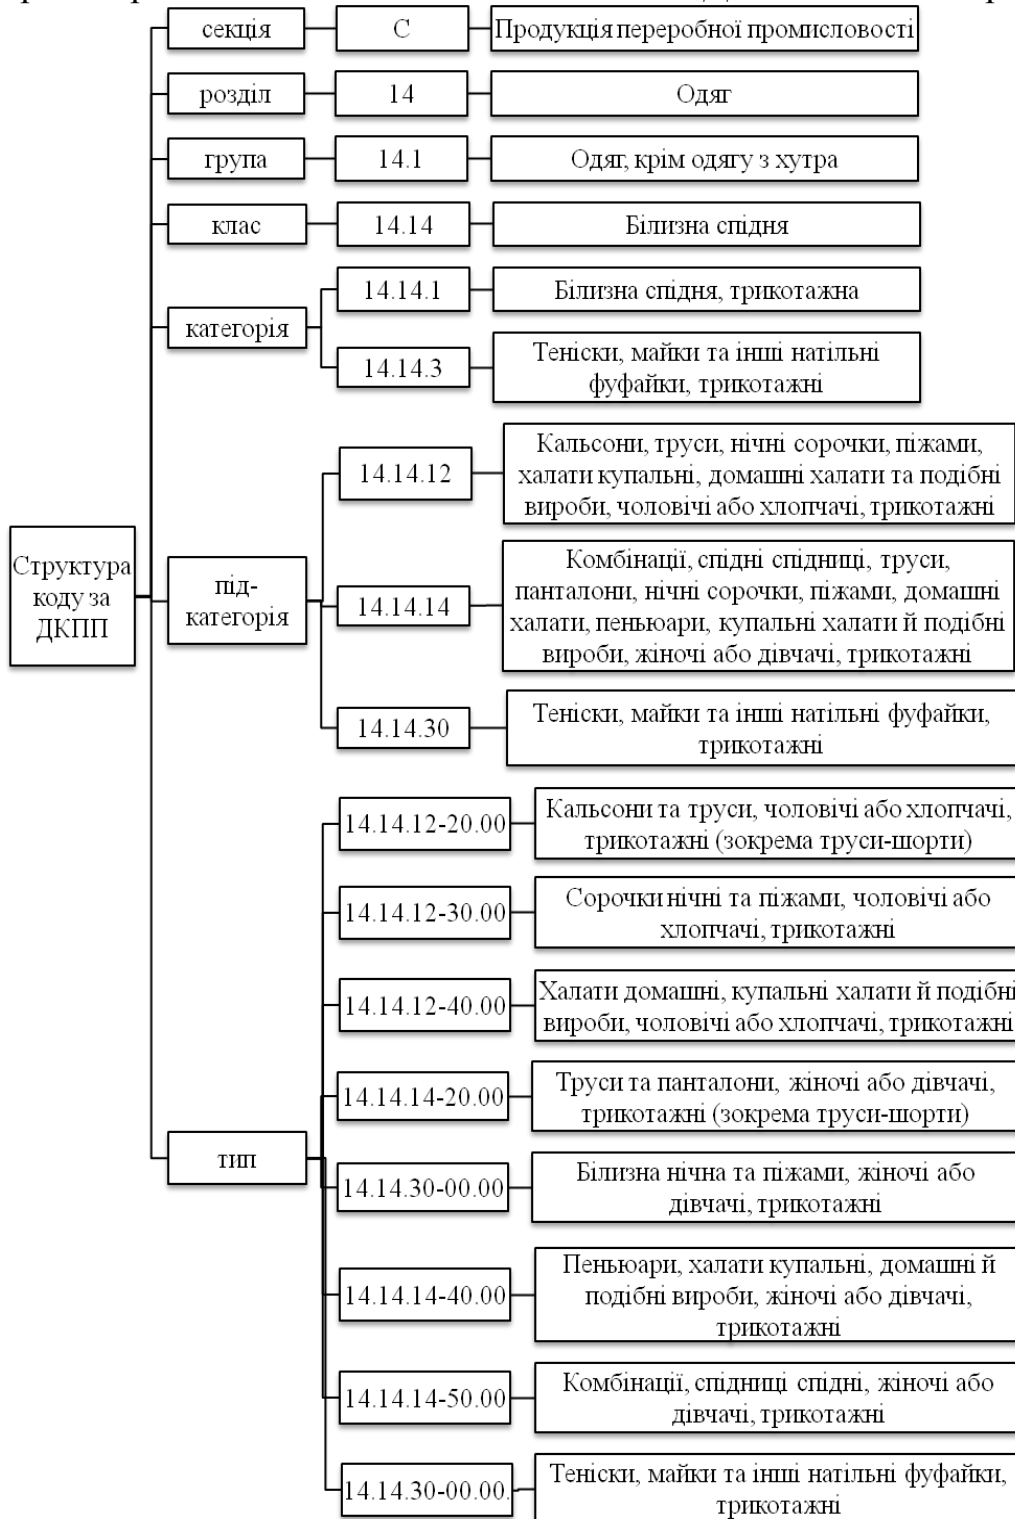 секція
С
Продукція переробної промисловості
розділ
14
Одяг
група
14.1
Одяг, крім одягу з хутра
клас
14.14
Білизна спідня
категорія
14.14.1
Білизна спідня, трикотажна
14.14.3
Теніски, майки та інші натільні
фуфайки, трикотажні
Структура
коду за
ДКПП
під-
категорія
14.14.12
Кальсони, труси, нічні сорочки, піжами,
халати купальні, домашні халати та подібні
вироби, чоловічі або хлопчачі, трикотажні
14.14.14
Комбінації, спідні спідниці, труси,
панталони, нічні сорочки, піжами, домашні
халати, пеньюари, купальні халати й подібні
вироби, жіночі або дівчачі, трикотажні
14.14.30
Теніски, майки та інші натільні фуфайки,
трикотажні
тип
14.14.12-20.00
Кальсони та труси, чоловічі або хлопчачі,
трикотажні (зокрема труси-шорти)
14.14.12-30.00
Сорочки нічні та піжами, чоловічі або
хлопчачі, трикотажні
14.14.12-40.00
Халати домашні, купальні халати й подібні
вироби, чоловічі або хлопчачі, трикотажні
14.14.14-20.00
Труси та панталони, жіночі або дівчачі,
трикотажні (зокрема труси-шорти)
14.14.30-00.00
Білизна нічна та піжами, жіночі або
дівчачі, трикотажні
14.14.14-40.00
Пеньюари, халати купальні, домашні й
подібні вироби, жіночі або дівчачі,
трикотажні
14.14.14-50.00
Комбінації, спідниці спідні, жіночі або
дівчачі, трикотажні
14.14.30-00.00.
Теніски, майки та інші натільні фуфайки,
трикотажні